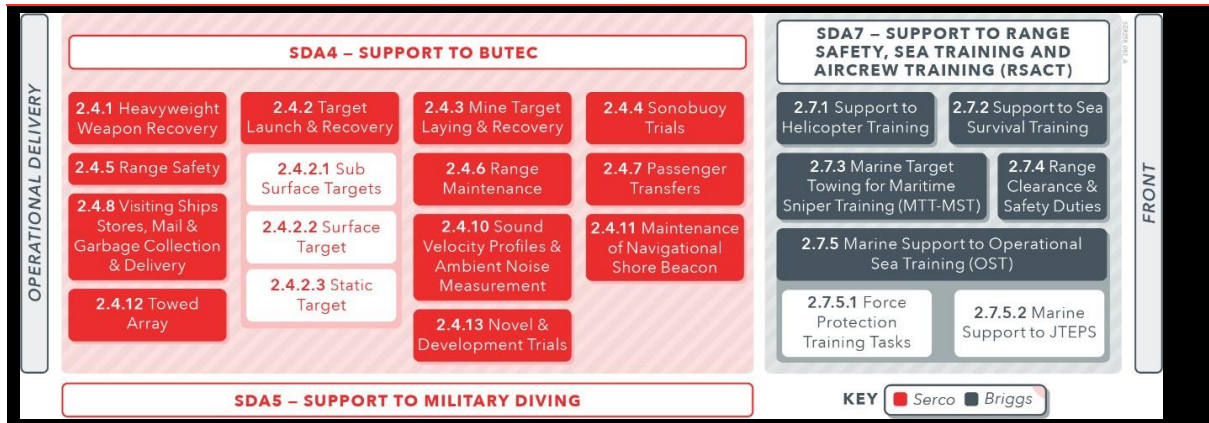 OPERATIONAL DELIVERY
SDA4 – SUPPORT TO BUTEC
2.4.1 Heavyweight
Weapon Recovery
2.4.2 Target
Launch & Recovery
2.4.3 Mine Target
Laying & Recovery
2.4.4 Sonobuoy
Trials
2.4.5 Range Safety
2.4.2.1 Sub
Surface Targets
2.4.6 Range
Maintenance
2.4.7 Passenger
Transfers
2.4.8 Visiting Ships
Stores, Mail &
Garbage Collection
& Delivery
2.4.2.2 Surface
Target
2.4.10 Sound
Velocity Profiles &
Ambient Noise
Measurement
2.4.11 Maintenance
of Navigational
Shore Beacon
2.4.2.3 Static
Target
2.4.12 Towed
Array
2.4.13 Novel &
Development Trials
SDA5 – SUPPORT TO MILITARY DIVING
SDA7 – SUPPORT TO RANGE
SAFETY, SEA TRAINING AND
AIRCREW TRAINING (RSACT)
2.7.1 Support to
Helicopter Training
2.7.2 Support to Sea
Survival Training
2.7.3 Marine Target
Towing for Maritime
Sniper Training (MTT-MST)
2.7.4 Range
Clearance &
Safety Duties
2.7.5 Marine Support to Operational
Sea Training (OST)
2.7.5.1 Force
Protection
Training Tasks
2.7.5.2 Marine
Support to JTEPS
FRONT
KEY
Serco
Briggs